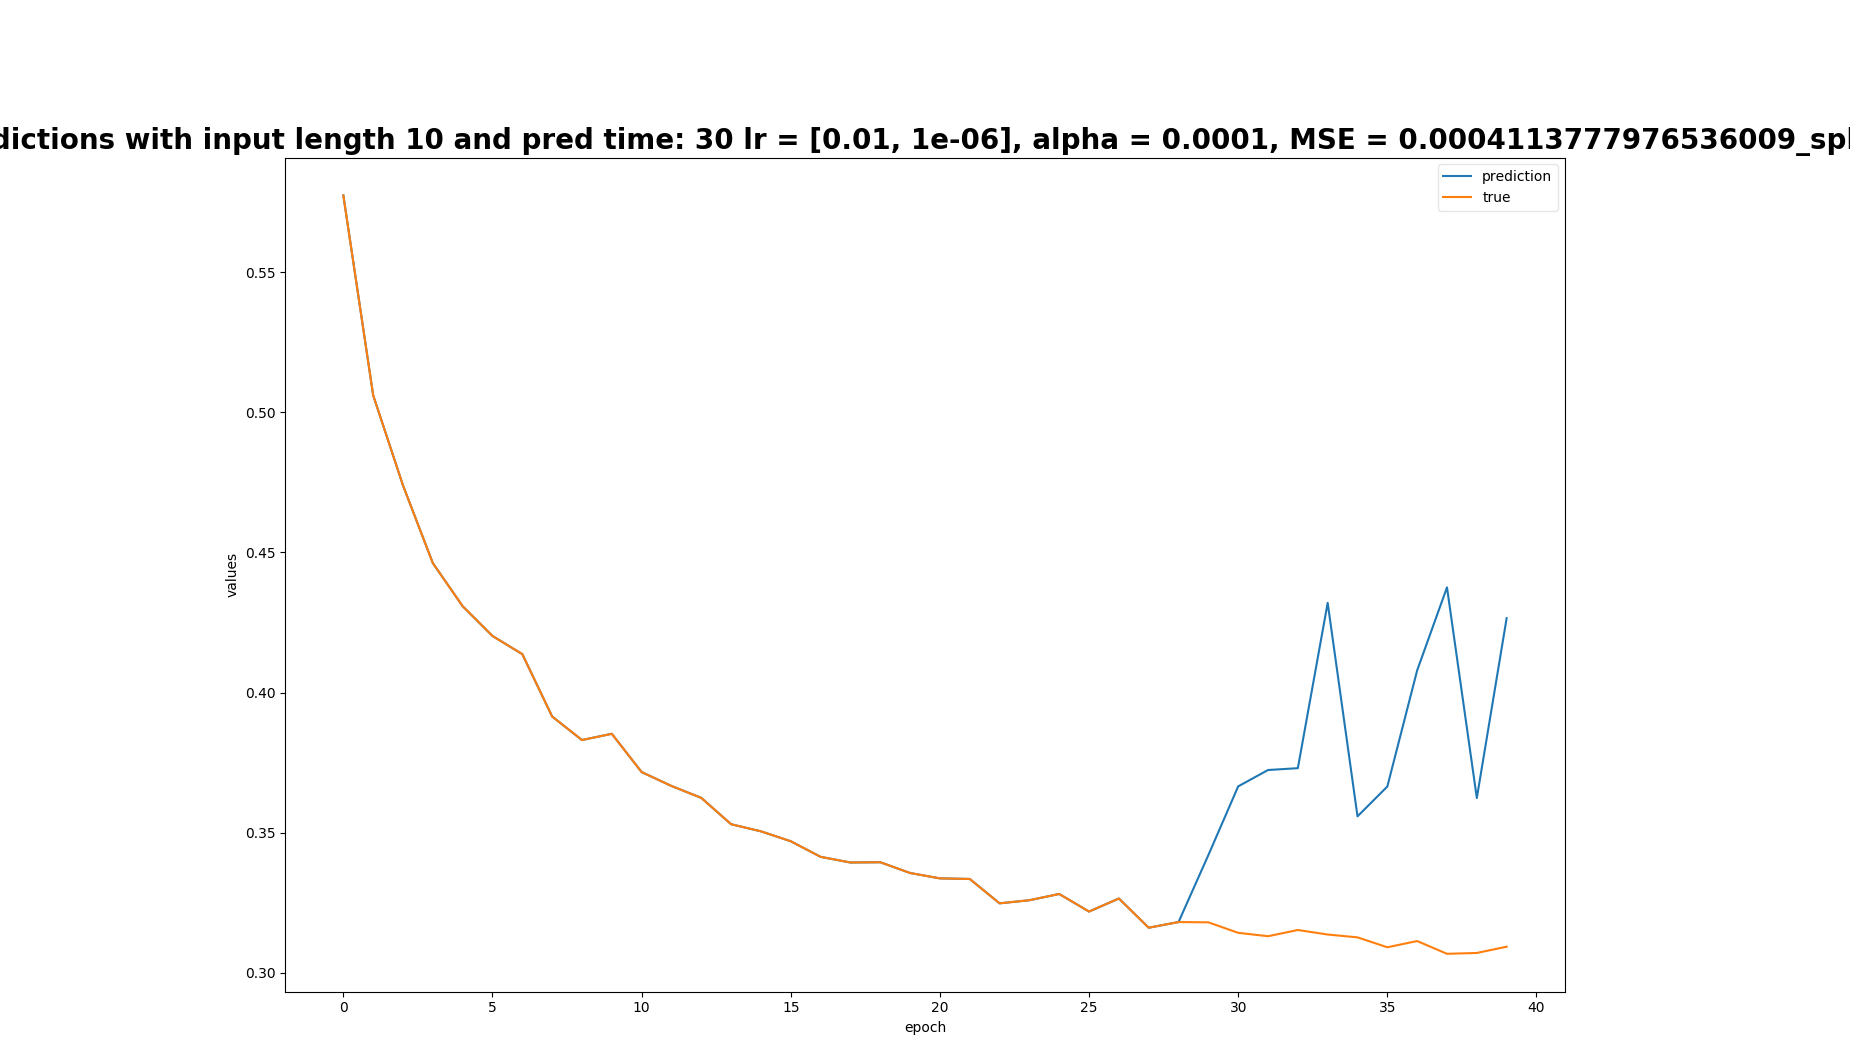 dictions with input length 10 and pred time: 30 lr = [0.01, 1e-06], alpha = 0.0001, MSE = 0.0004113777976536009_spl
prediction
true
0.55
0.50
0.45
0.40
0.35
0.30
values
0 5 10 15 20 25 30 35 40
epoch